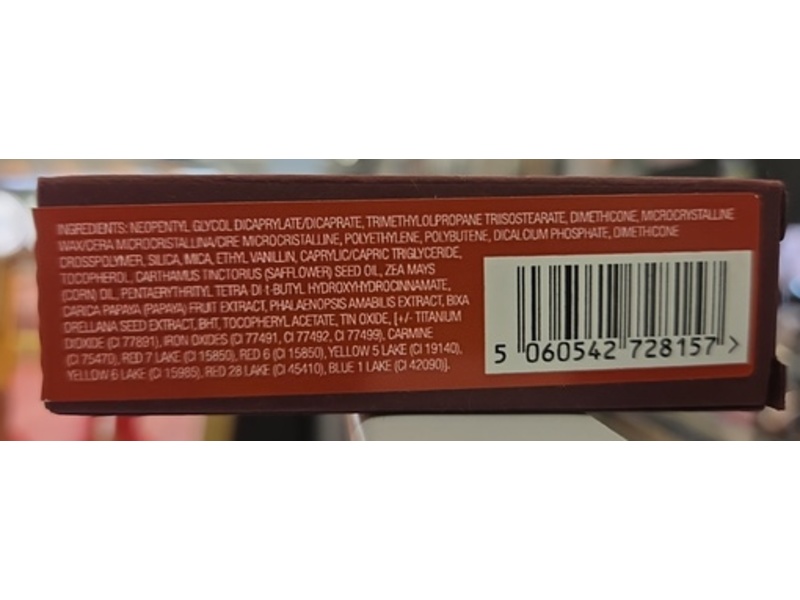 INGREDIENTS: NEOPENTYL GLYCOL DICAPRYLATE/DICAPRATE, TRIMETHYLOLPROPANE TRIISOSTEARATE, DIMETHICONE, MICROCRYSTALLINE
WAX/CERA MICROCRISTALLINA/CIRE MICROCRISTALLINE, POLYETHYLENE, POLYBUTENE, DICALCIUM PHOSPHATE, DIMETHICONE
CROSSPOLYMER, SILICA, MICA, ETHYL VANILLIN, CAPRYLIC/CAPRIC TRIGLYCERIDE,
TOCOPHEROL, CARTHAMUS TINCTORIUS (SAFFLOWER) SEED OIL, ZEA MAYS
(CORN) OIL, PENTAERYTHRITYL TETRA DI-t-BUTYL HYDROXYHYDROCINNAMATE,
CARICA PAPAYA (PAPAYA) FRUIT EXTRACT, PHALAENOPSIS AMABILIS EXTRACT, BIXA
ORELLANA SEED EXTRACT, BHT, TOCOPHERYL ACETATE, TIN OXIDE, [+/- TITANIUM
DIOXIDE (CI 77891), IRON OXIDES (CI 77491, CI 77492, CI 77499), CARMINE
(CI 75470), RED 7 LAKE (CI 15850), RED 6 (CI 15850), YELLOW 5 LAKE (CI 19140),
YELLOW 6 LAKE (CI 15985), RED 28 LAKE (CI 45410), BLUE 1 LAKE (CI 42090)].
5 060542 728157 >